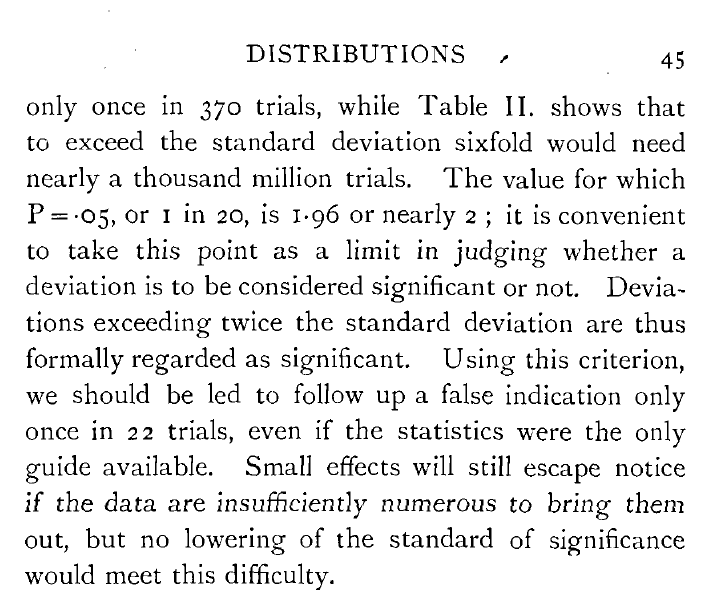 DISTRIBUTIONS 45
only once in 370 trials, while Table II. shows that
to exceed the standard deviation sixfold would need
nearly a thousand million trials. The value for which
P = ·05, or 1 in 20, is 1·96 or nearly 2 ; it is convenient
to take this point as a limit in judging whether a
deviation is to be considered significant or not. Devia-
tions exceeding twice the standard deviation are thus
formally regarded as significant. Using this criterion,
we should be led to follow up a false indication only
once in 22 trials, even if the statistics were the only
guide available. Small effects will still escape notice
if the data are insufficiently numerous to bring them
out, but no lowering of the standard of significance
would meet this difficulty.